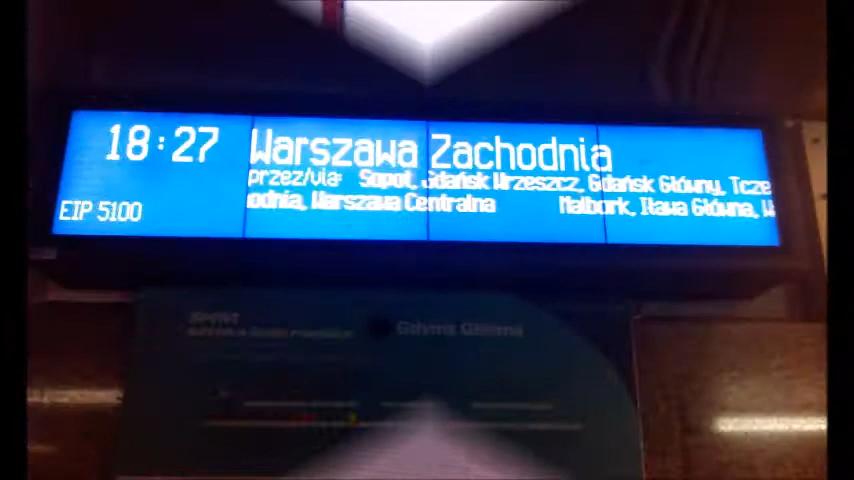 18:27 Warszawa Zachodnia
przez/via: Sopot, Gdańsk Wrzeszcz, Gdańsk Główny, Tcze
EIP 5100 odnia, Warszawa Centralna Malbork, Iława Główna, W
Gdynia Główna